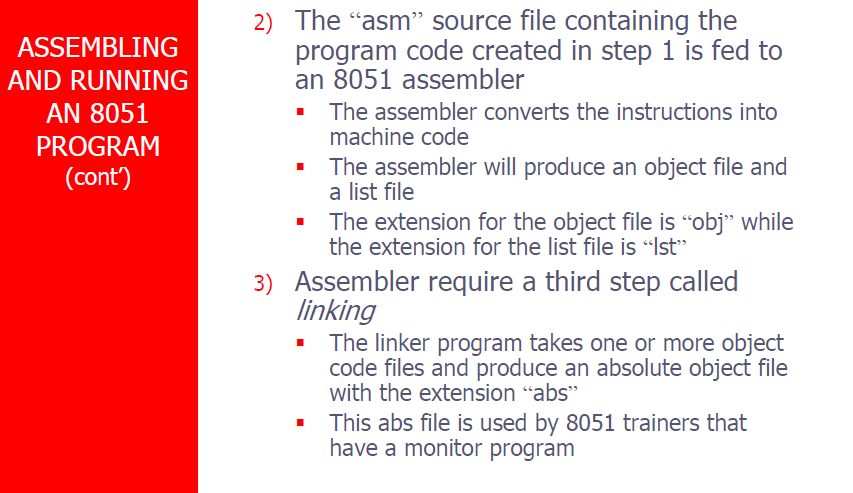 ASSEMBLING
AND RUNNING
AN 8051
PROGRAM
(cont’)
2) The “asm” source file containing the
program code created in step 1 is fed to
an 8051 assembler
▪ The assembler converts the instructions into
machine code
▪ The assembler will produce an object file and
a list file
▪ The extension for the object file is “obj” while
the extension for the list file is “lst”
3) Assembler require a third step called
linking
▪ The linker program takes one or more object
code files and produce an absolute object file
with the extension “abs”
▪ This abs file is used by 8051 trainers that
have a monitor program